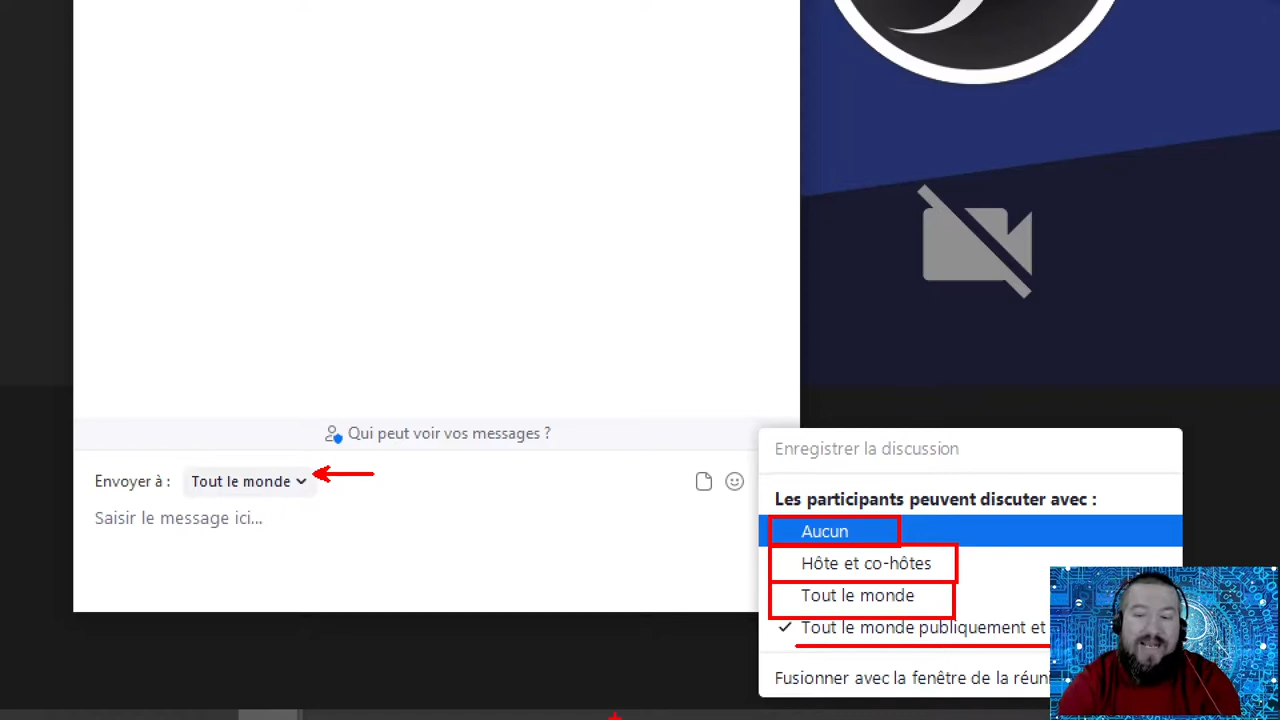 Qui peut voir vos messages ?
Envoyer à : Tout le monde
Saisir le message ici...
Enregistrer la discussion
Les participants peuvent discuter avec :
Aucun
Hôte et co-hôtes
Tout le monde
Tout le monde publiquement et
Fusionner avec la fenêtre de la